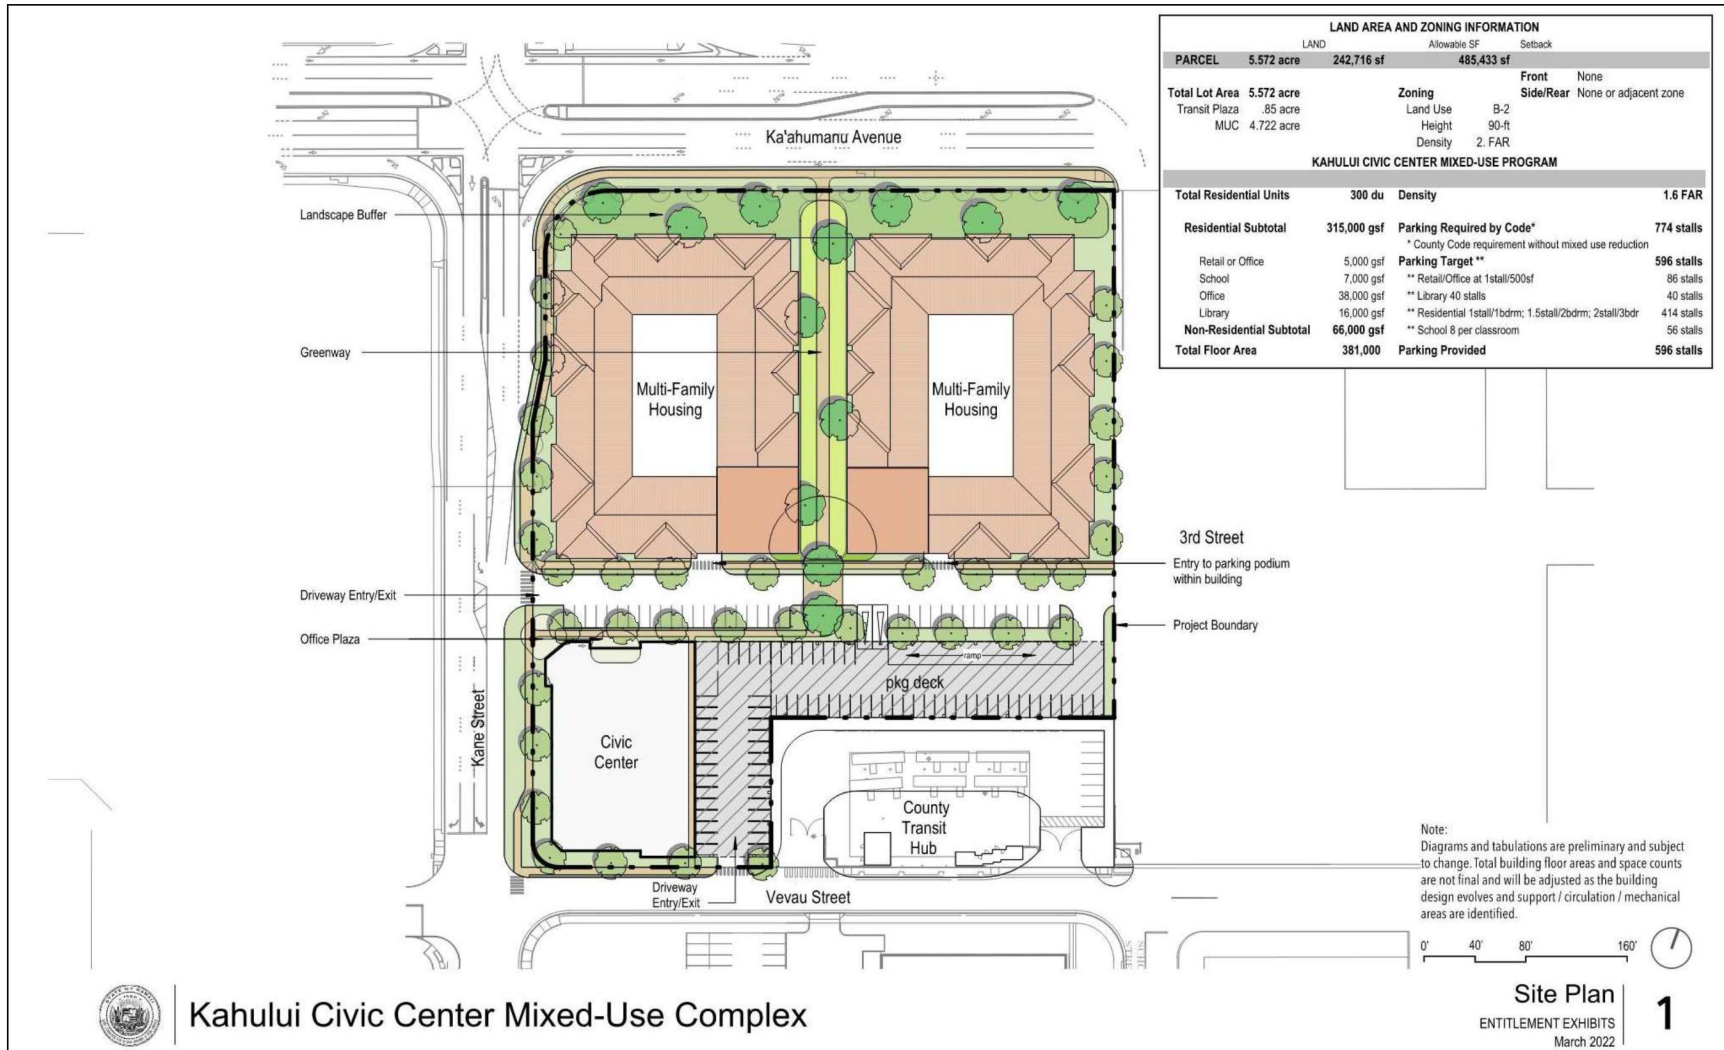 LAND AREA AND ZONING INFORMATION
LAND Allowable SF Setback
PARCEL 5.572 acre 242,716 sf 485,433 sf
Front None
Total Lot Area 5.572 acre Zoning Side/Rear None or adjacent zone
Transit Plaza .85 acre Land Use B-2
MUC 4.722 acre Height 90-ft
Density 2. FAR
KAHULUI CIVIC CENTER MIXED-USE PROGRAM
Total Residential Units 300 du Density 1.6 FAR
Residential Subtotal 315,000 gsf Parking Required by Code* 774 stalls
* County Code requirement without mixed use reduction
Retail or Office 5,000 gsf Parking Target ** 596 stalls
School 7,000 gsf ** Retail/Office at 1stall/500sf 86 stalls
Office 38,000 gsf ** Library 40 stalls 40 stalls
Library 16,000 gsf ** Residential 1stall/1bdrm; 1.5stall/2bdrm; 2stall/3bdr 414 stalls
Non-Residential Subtotal 66,000 gsf ** School 8 per classroom 56 stalls
Total Floor Area 381,000 Parking Provided 596 stalls
Ka'ahumanu Avenue
Landscape Buffer
Greenway
Multi-Family
Housing
Multi-Family
Housing
3rd Street
Entry to parking podium
within building
Driveway Entry/Exit
Office Plaza
Project Boundary
ramp
pkg deck
Kane Street
Civic
Center
County
Transit
Hub
Driveway
Entry/Exit
Vevau Street
Note:
Diagrams and tabulations are preliminary and subject
to change. Total building floor areas and space counts
are not final and will be adjusted as the building
design evolves and support / circulation / mechanical
areas are identified.
0' 40' 80' 160'
Kahului Civic Center Mixed-Use Complex
Site Plan
ENTITLEMENT EXHIBITS
March 2022
1